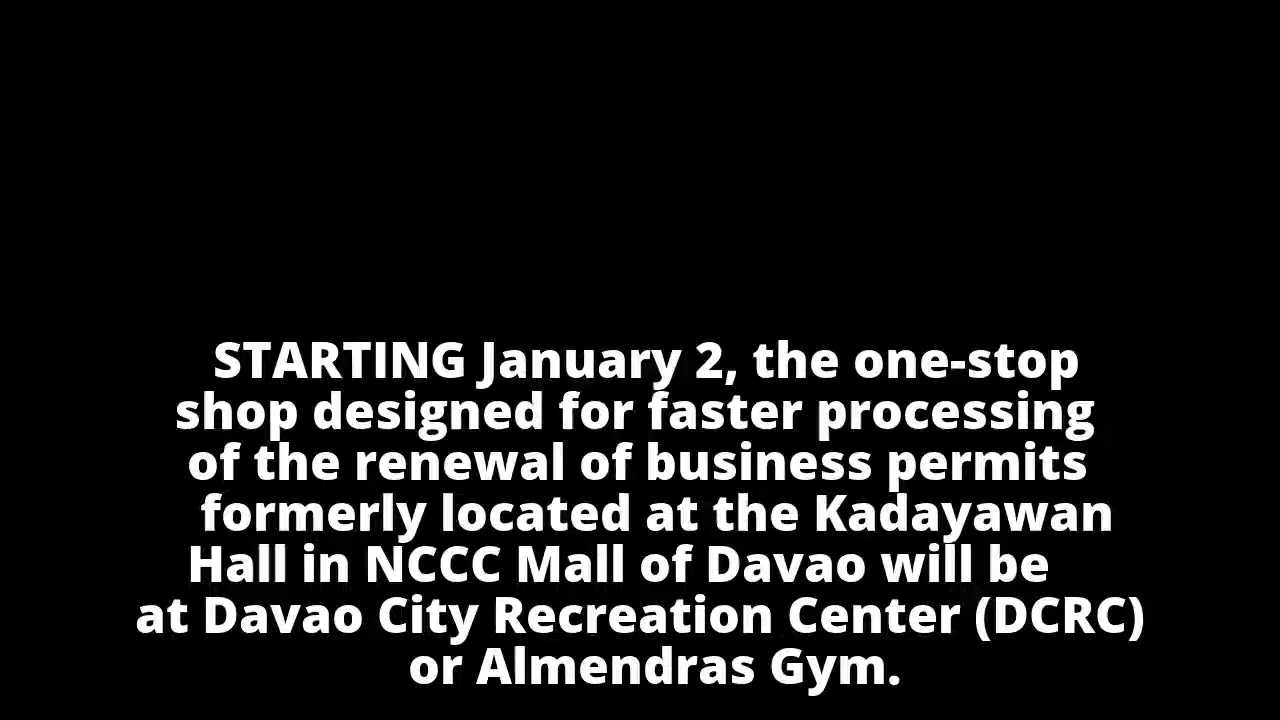 STARTING January 2, the one-stop
shop designed for faster processing
of the renewal of business permits
formerly located at the Kadayawan
Hall in NCCC Mall of Davao will be
at Davao City Recreation Center (DCRC)
or Almendras Gym.